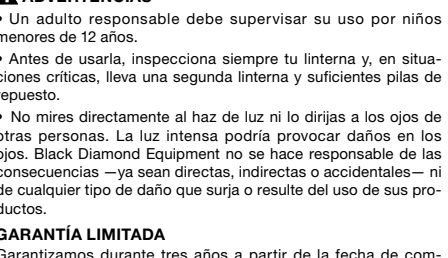 ADVERTENCIAS
• Un adulto responsable debe supervisar su uso por niños
menores de 12 años.
• Antes de usarla, inspecciona siempre tu linterna y, en situa-
ciones críticas, lleva una segunda linterna y suficientes pilas de
repuesto.
• No mires directamente al haz de luz ni lo dirijas a los ojos de
otras personas. La luz intensa podría provocar daños en los
ojos. Black Diamond Equipment no se hace responsable de las
consecuencias —ya sean directas, indirectas o accidentales— ni
de cualquier tipo de daño que surja o resulte del uso de sus pro-
ductos.
GARANTÍA LIMITADA
Garantizamos durante tres años a partir de la fecha de com-